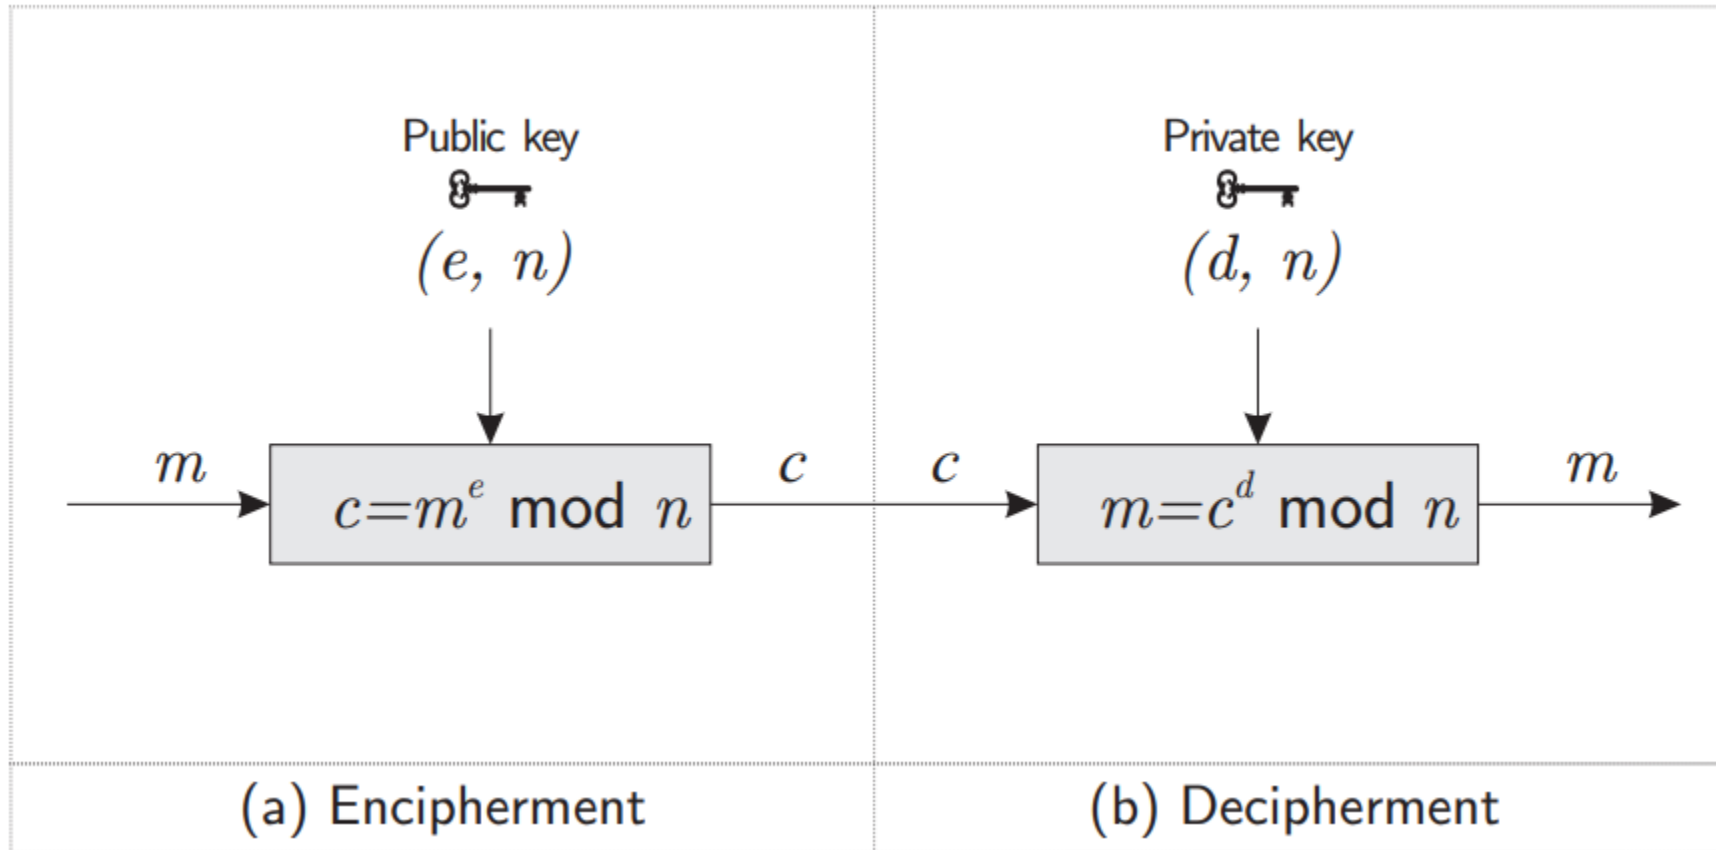 Public key
(e, n)
m
c=m^e mod n
c
Private key
(d, n)
c
m=c^d mod n
m
(a) Encipherment
(b) Decipherment